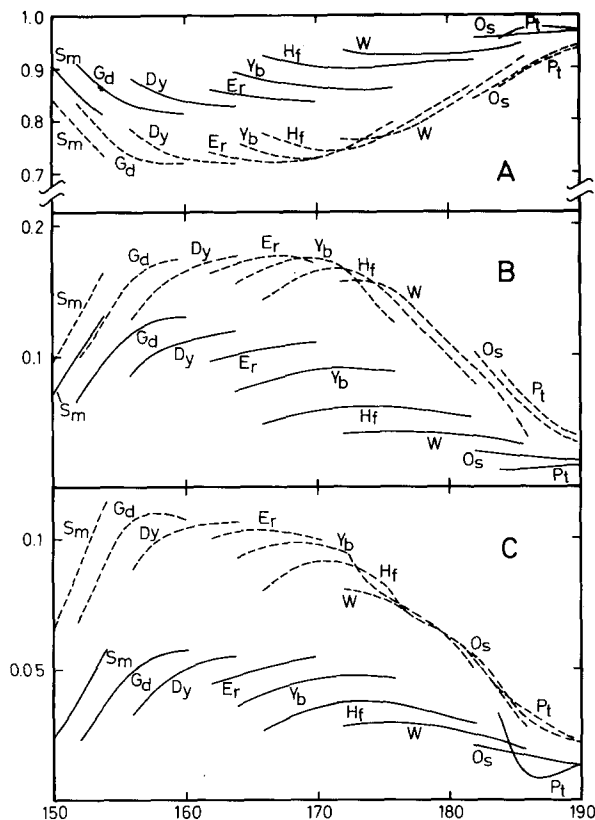 1.0
0.9
0.8
0.7
Sm
Gd
Dy
Er
Yb
Hf
W
Os
Pt
Sm
Gd
Dy
Er
Yb
Hf
W
Os
Pt
A
0.2
0.1
Sm
Gd
Dy
Er
Yb
Hf
W
Os
Pt
B
Sm
Gd
Dy
Er
Yb
Hf
W
Os
Pt
0.1
0.05
Sm
Gd
Dy
Er
Yb
Hf
W
Os
Pt
C
Sm
Gd
Dy
Er
Yb
Hf
W
Os
Pt
150 160 170 180 190